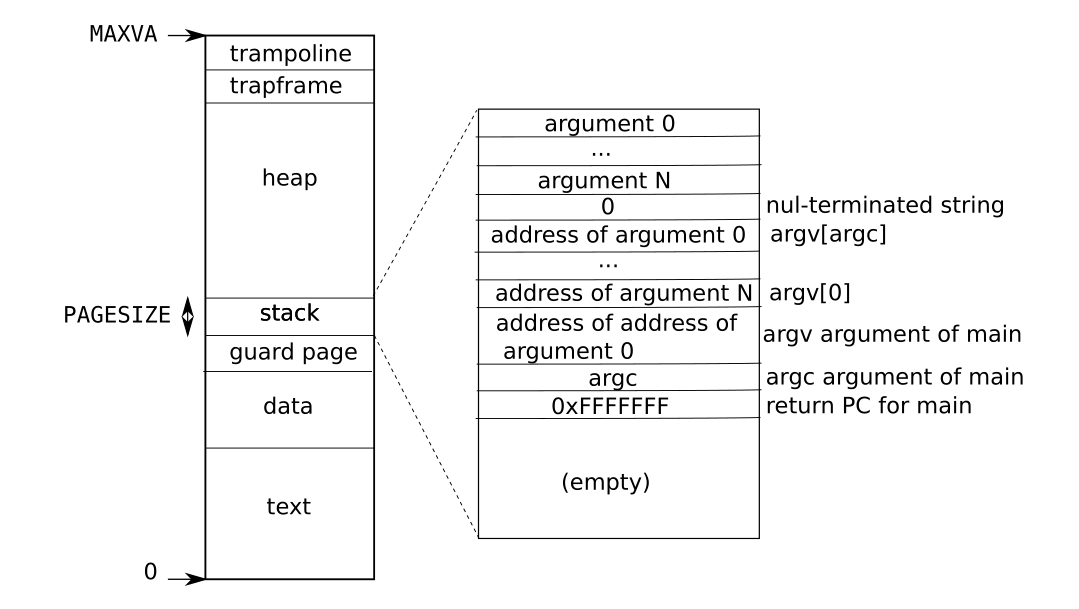 MAXVA
trampoline
trapframe
heap
PAGESIZE
stack
guard page
data
text
0
argument 0
...
argument N
0
nul-terminated string
address of argument 0
argv[argc]
...
address of argument N
argv[0]
address of address of
argument 0
argv argument of main
argc
argc argument of main
0xFFFFFFF
return PC for main
(empty)